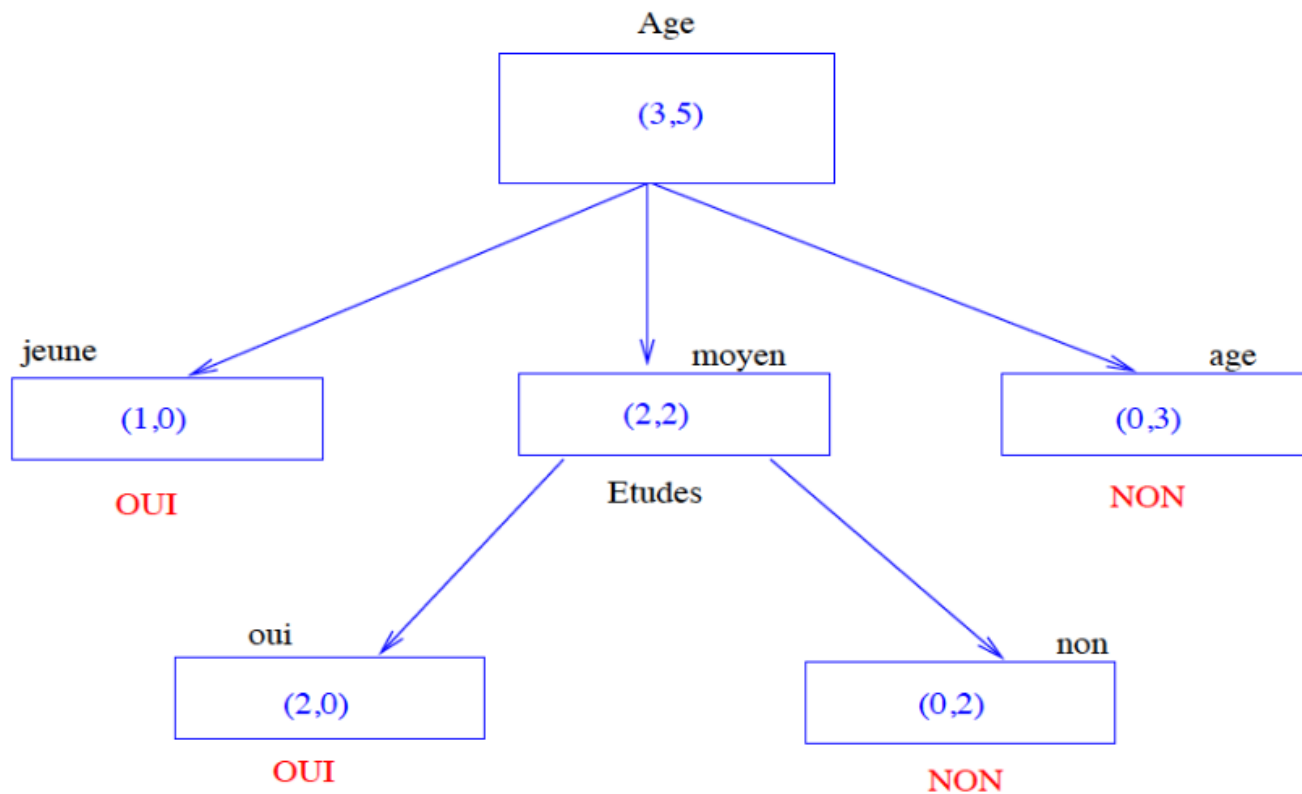 Age
(3,5)
jeune
moyen
age
(1,0)
(2,2)
(0,3)
OUI
Etudes
NON
oui
non
(2,0)
(0,2)
OUI
NON